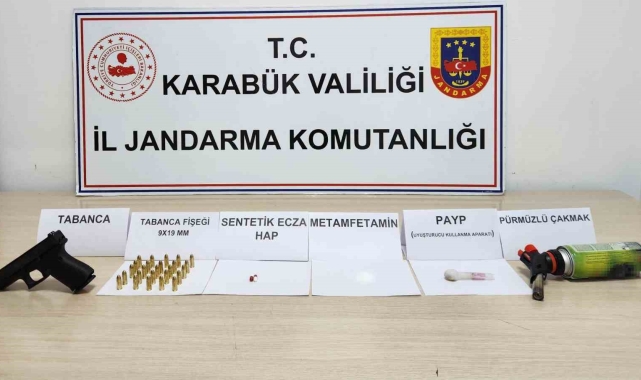 T.C.
KARABÜK VALİLİĞİ
İL JANDARMA KOMUTANLIĞI
JANDARMA
TABANCA
TABANCA FİŞEĞİ
9X19 MM
SENTETİK ECZA
HAP
METAMFETAMİN
PAYP
(UYUŞTURUCU KULLANMA APARATI)
PÜRMÜZLÜ ÇAKMAK